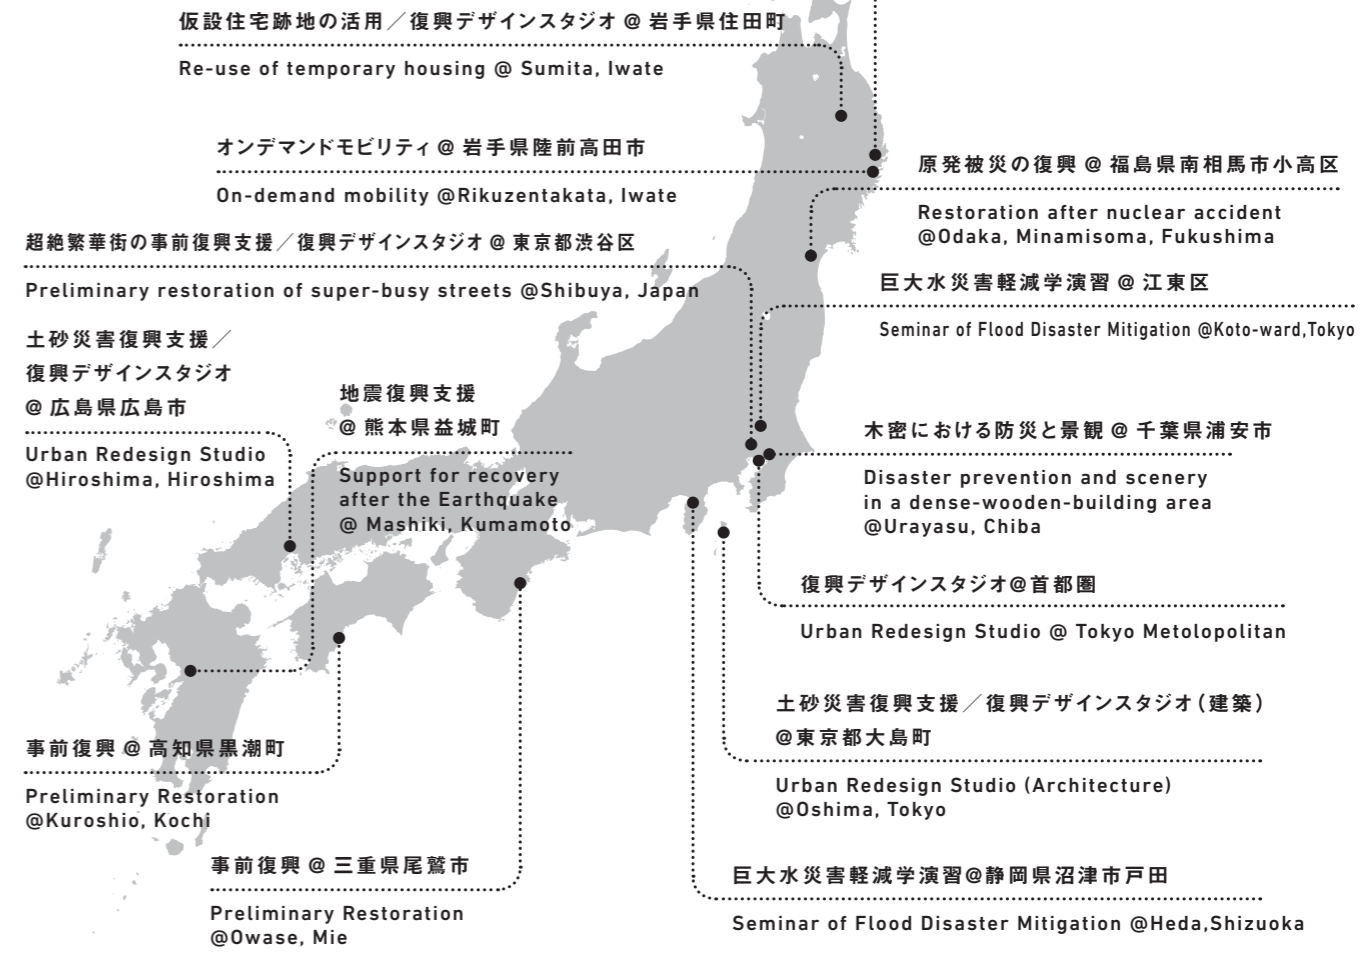 仮設住宅跡地の活用／復興デザインスタジオ @ 岩手県住田町
Re-use of temporary housing @ Sumita, Iwate
オンデマンドモビリティ @ 岩手県陸前高田市
On-demand mobility @Rikuzentakata, Iwate
原発被災の復興 @ 福島県南相馬市小高区
Restoration after nuclear accident
@Odaka, Minamisoma, Fukushima
超絶繁華街の事前復興支援／復興デザインスタジオ @ 東京都渋谷区
Preliminary restoration of super-busy streets @Shibuya, Japan
巨大水災害軽減学演習 @ 江東区
Seminar of Flood Disaster Mitigation @Koto-ward,Tokyo
土砂災害復興支援／
復興デザインスタジオ
@ 広島県広島市
Urban Redesign Studio
@Hiroshima, Hiroshima
地震復興支援
@ 熊本県益城町
Support for recovery
after the Earthquake
@ Mashiki, Kumamoto
木密における防災と景観 @ 千葉県浦安市
Disaster prevention and scenery
in a dense-wooden-building area
@Urayasu, Chiba
復興デザインスタジオ@首都圏
Urban Redesign Studio @ Tokyo Metolopolitan
土砂災害復興支援／復興デザインスタジオ（建築）
@東京都大島町
Urban Redesign Studio (Architecture)
@Oshima, Tokyo
事前復興 @ 高知県黒潮町
Preliminary Restoration
@Kuroshio, Kochi
事前復興 @ 三重県尾鷲市
Preliminary Restoration
@Owase, Mie
巨大水災害軽減学演習@静岡県沼津市戸田
Seminar of Flood Disaster Mitigation @Heda,Shizuoka